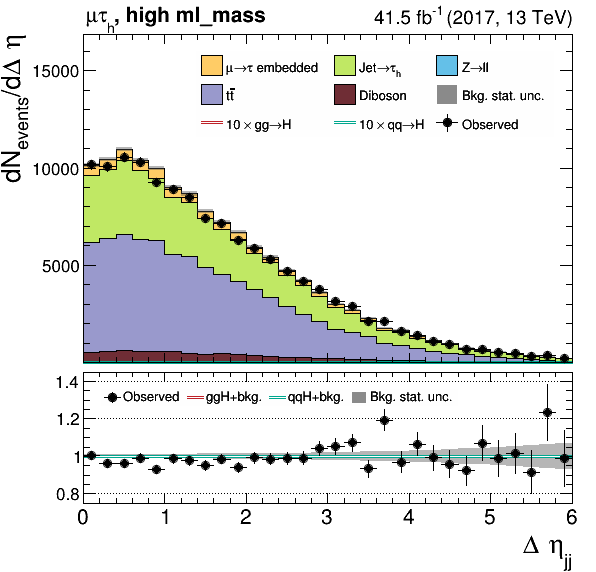 μτh, high ml_mass
41.5 fb⁻¹ (2017, 13 TeV)
dN_events/dΔ η
15000
10000
5000
μ→τ embedded
Jet→τh
Z→ll
tt̅
Diboson
Bkg. stat. unc.
10 × gg→H
10 × qq→H
Observed
1.4
1.2
1
0.8
Observed
ggH+bkg.
qqH+bkg.
Bkg. stat. unc.
0 1 2 3 4 5 6
Δ η_jj